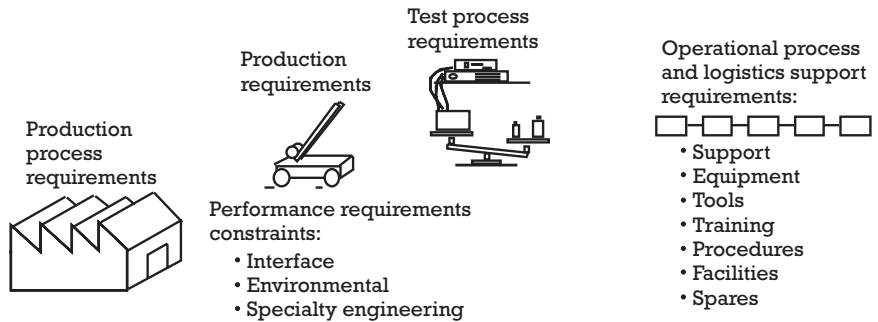 Production
process
requirements
Production
requirements
Performance requirements
constraints:
• Interface
• Environmental
• Specialty engineering
Test process
requirements
Operational process
and logistics support
requirements:
• Support
• Equipment
• Tools
• Training
• Procedures
• Facilities
• Spares